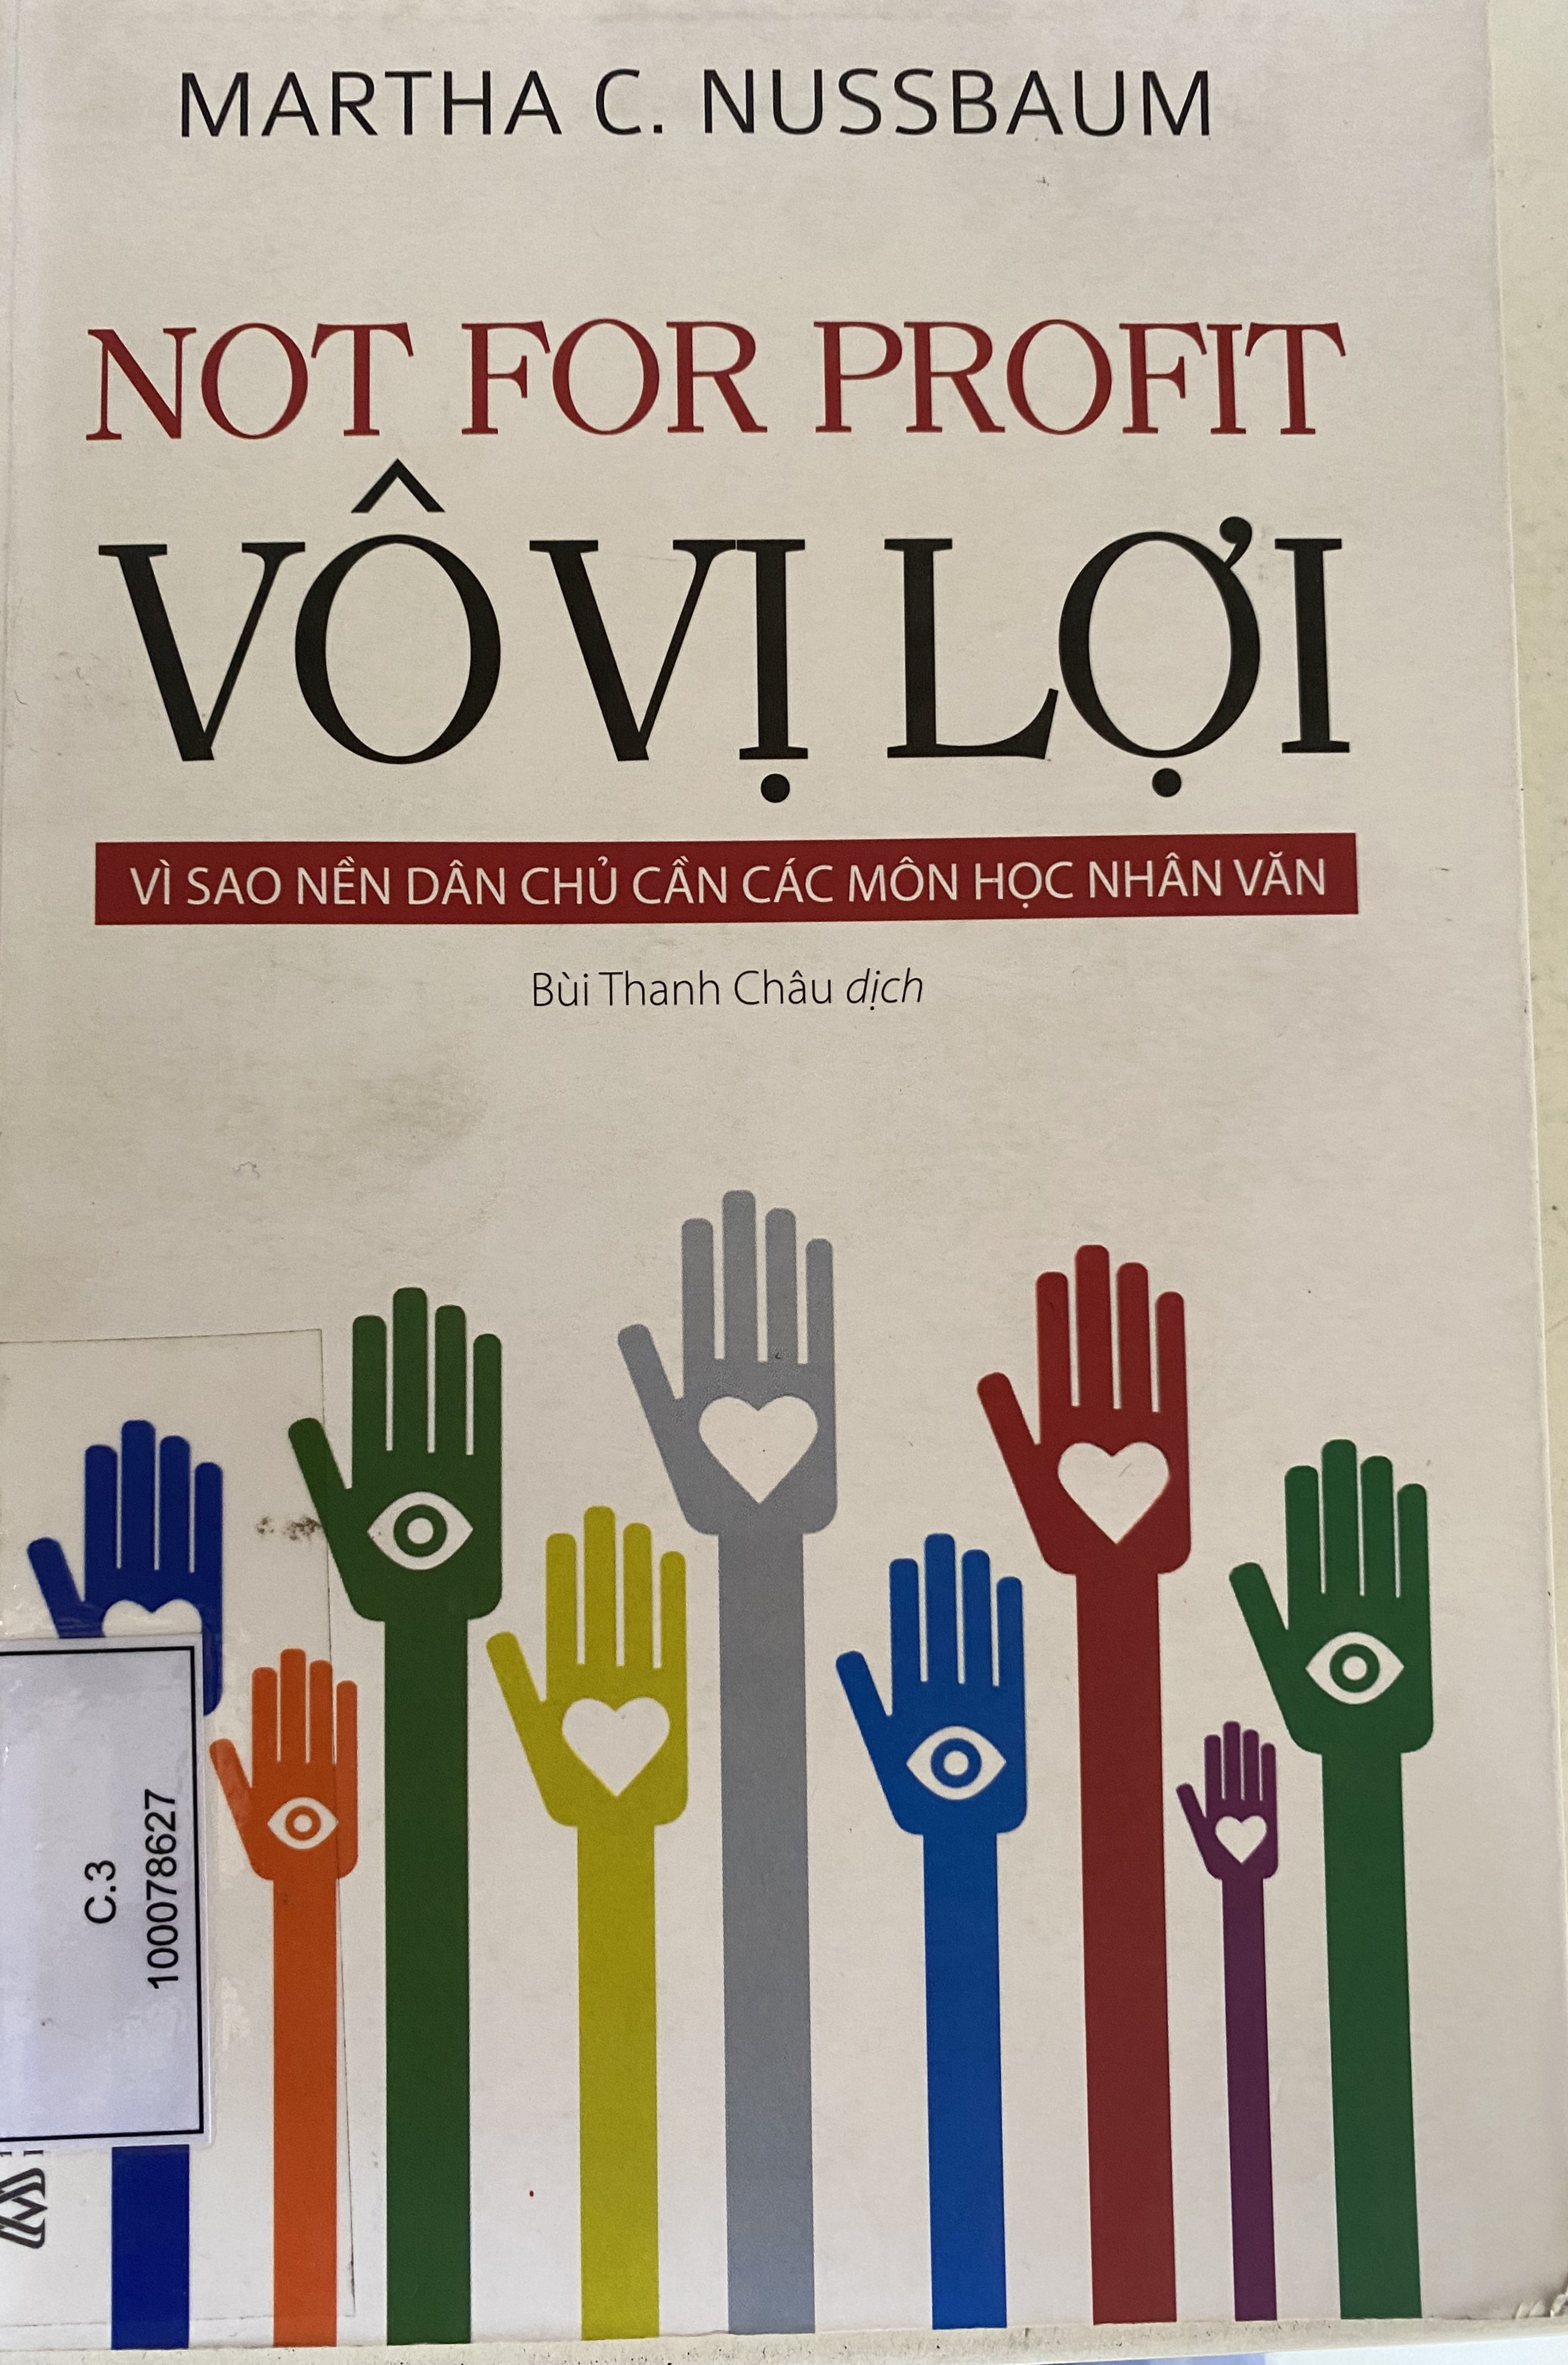 MARTHA C. NUSSBAUM
NOT FOR PROFIT
VÔ VỊ LỢI
VÌ SAO NỀN DÂN CHỦ CẦN CÁC MÔN HỌC NHÂN VĂN
Bùi Thanh Châu dịch
C.3
100078627